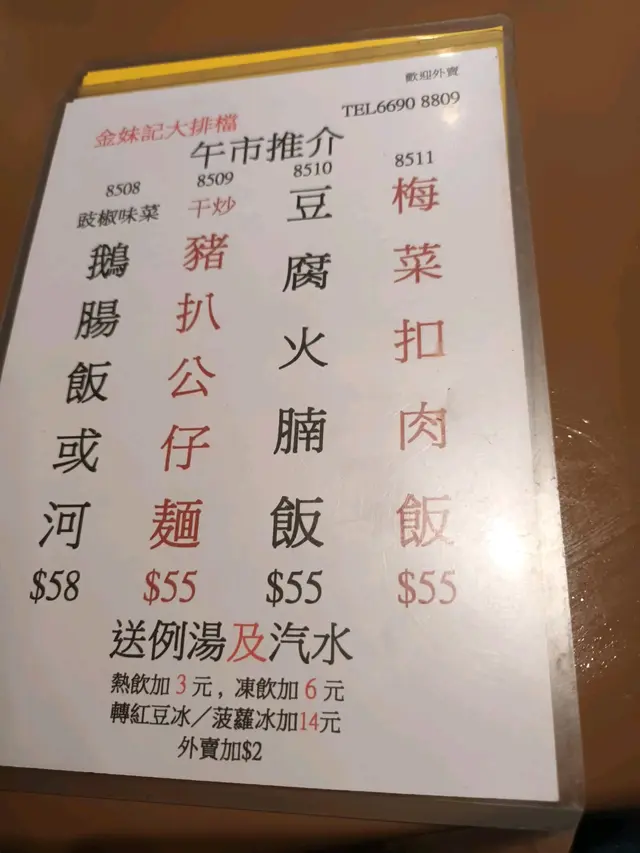 歡迎外賣
金妹記大排檔
TEL6690 8809
午市推介
8511
梅菜扣肉飯
$55
8510
豆腐火腩飯
$55
8509
干炒豬扒公仔麵
$55
8508
豉椒味菜鵝腸飯或河
$58
送例湯及汽水
熱飲加3元，凍飲加6元
轉紅豆冰／菠蘿冰加14元
外賣加$2